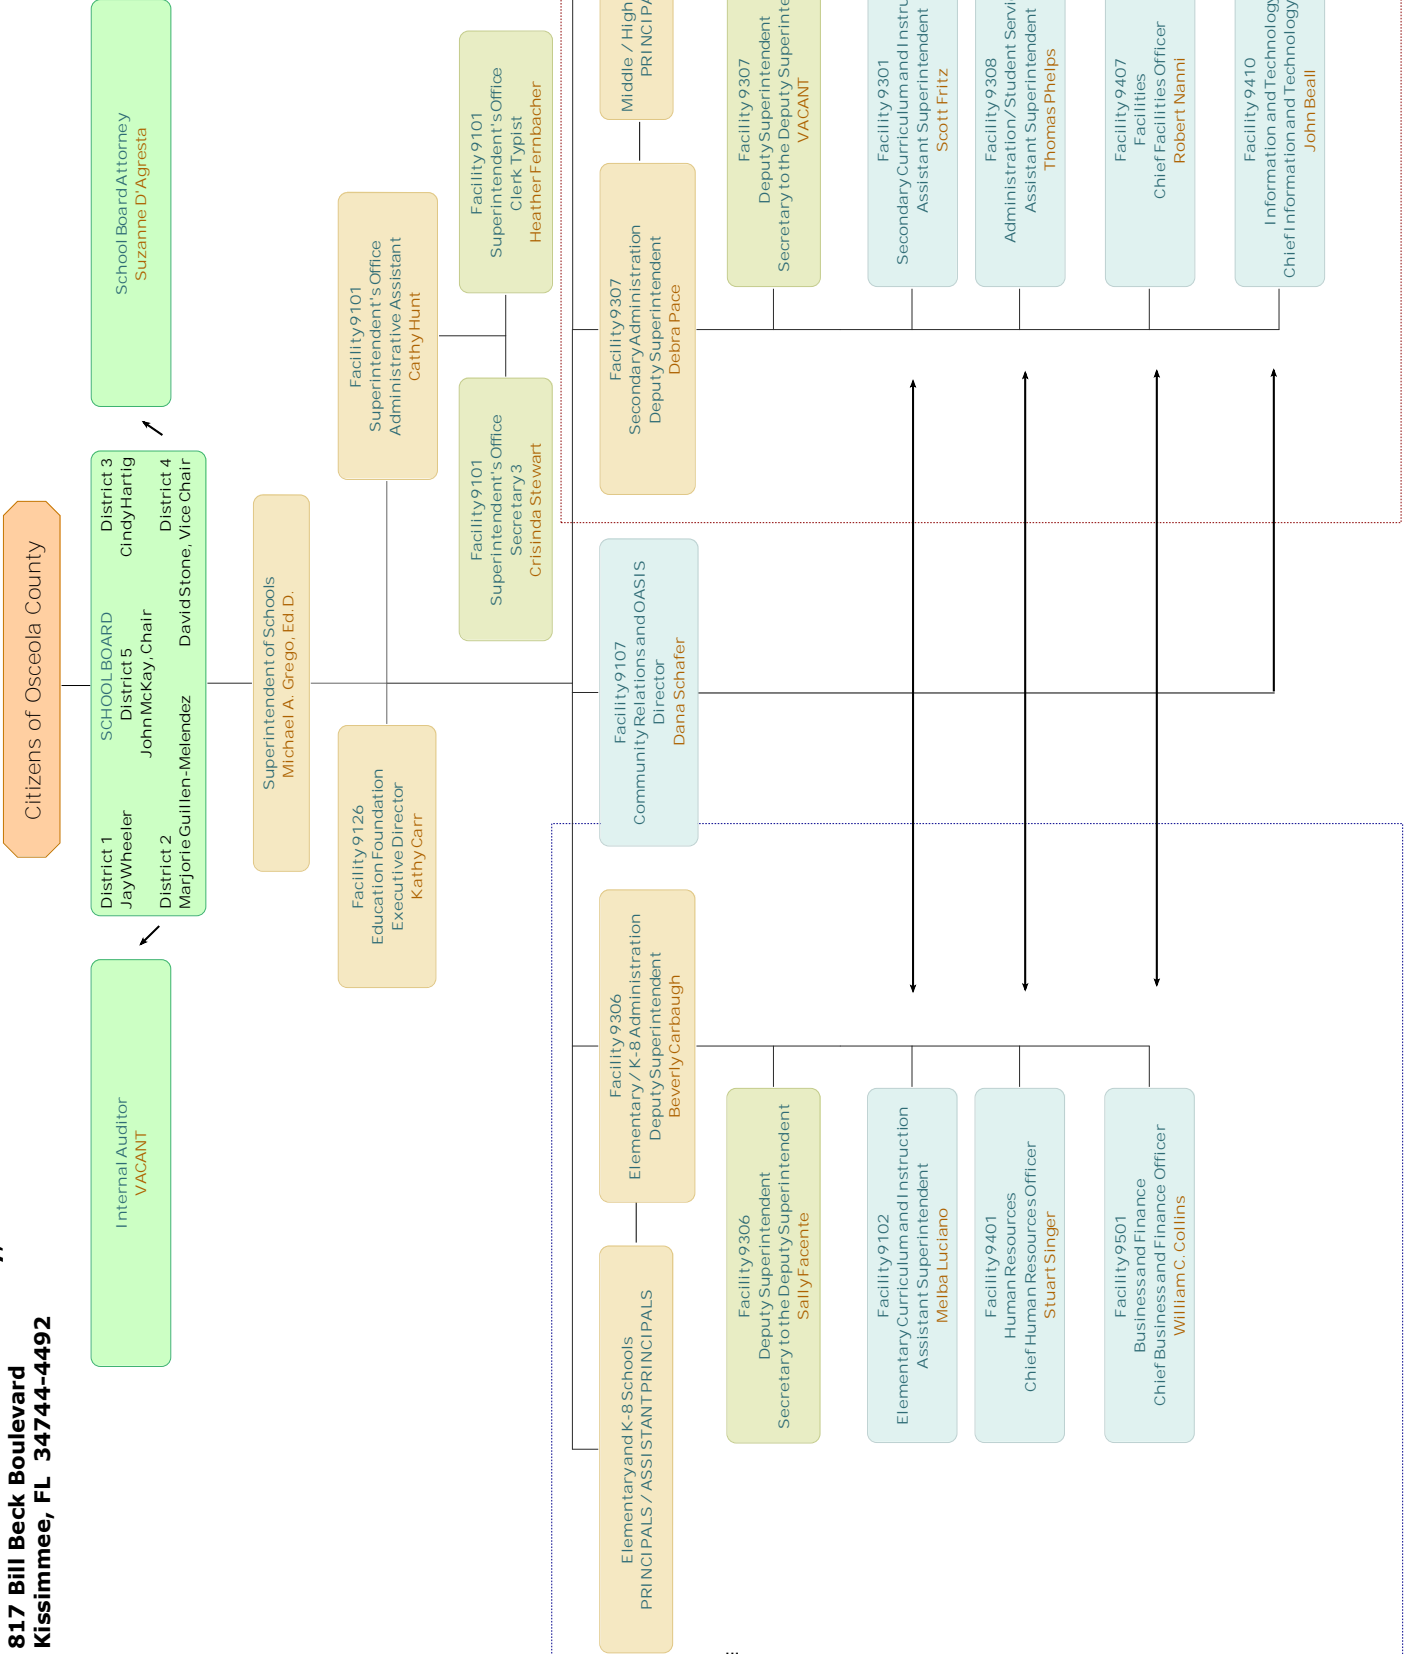 817 Bill Beck Boulevard
Kissimmee, FL 34744-4492
Citizens of Osceola County
Internal Auditor
VACANT
SCHOOL BOARD
District 1
Jay Wheeler
District 5
John McKay, Chair
District 3
Cindy Hartig
District 2
Marjorie Guillen-Melendez
District 4
David Stone, Vice Chair
School Board Attorney
Suzanne D'Agresta
Superintendent of Schools
Michael A. Grego, Ed.D.
Facility 9126
Education Foundation
Executive Director
Kathy Carr
Facility 9101
Superintendent's Office
Administrative Assistant
Cathy Hunt
Facility 9101
Superintendent's Office
Secretary 3
Crisinda Stewart
Facility 9101
Superintendent's Office
Clerk Typist
Heather Fernbacher
Elementary and K-8 Schools
PRINCIPALS / ASSISTANT PRINCIPALS
Facility 9306
Elementary / K-8 Administration
Deputy Superintendent
Beverly Carbaugh
Facility 9107
Community Relations and OASIS
Director
Dana Schafer
Facility 9307
Secondary Administration
Deputy Superintendent
Debra Pace
Middle / High
Facility 9306
Deputy Superintendent
Secretary to the Deputy Superintendent
Sally Facente
Facility 9307
Deputy Superintendent
Secretary to the Deputy
VACANT
Facility 9102
Elementary Curriculum and Instruction
Assistant Superintendent
Melba Luciano
Facility 9301
Secondary Curriculum and
Assistant Superintendent
Scott Fritz
Facility 9401
Human Resources
Chief Human Resources Officer
Stuart Singer
Facility 9308
Administration/Student
Assistant Superintendent
Thomas Phelps
Facility 9501
Business and Finance
Chief Business and Finance Officer
William C. Collins
Facility 9407
Facilities
Chief Facilities Officer
Robert Nanni
Facility 9410
Information and Technology
Chief Information and Technology
John Beall